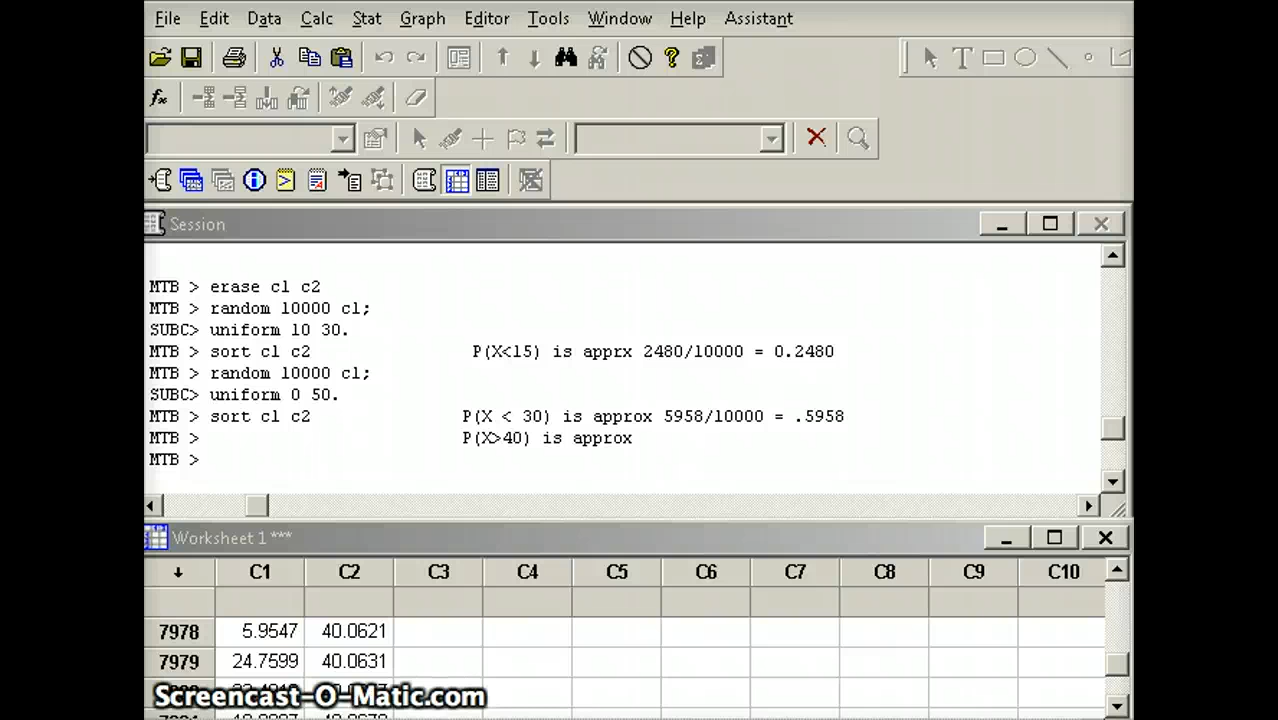 File Edit Data Calc Stat Graph Editor Tools Window Help Assistant
Session
MTB > erase c1 c2
MTB > random 10000 c1;
SUBC> uniform 10 30.
MTB > sort c1 c2 P(X<15) is apprx 2480/10000 = 0.2480
MTB > random 10000 c1;
SUBC> uniform 0 50.
MTB > sort c1 c2 P(X < 30) is approx 5958/10000 = .5958
MTB > P(X>40) is approx
MTB >
Worksheet 1 ***
C1 C2 C3 C4 C5 C6 C7 C8 C9 C10
7978 5.9547 40.0621
7979 24.7599 40.0631
Screencast-O-Matic.com